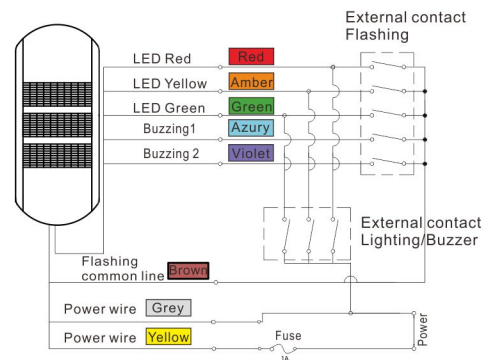 External contact
Flashing
LED Red Red
LED Yellow Amber
LED Green Green
Buzzing1 Azury
Buzzing 2 Violet
External contact
Lighting/Buzzer
Flashing
common line Brown
Power wire Grey
Power wire Yellow
Fuse
1A
Power